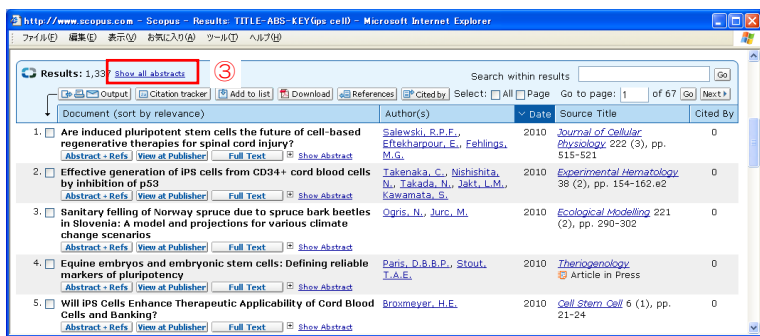 http://www.scopus.com - Scopus - Results: TITLE-ABS-KEY(ips cell) - Microsoft Internet Explorer
ファイル(F) 編集(E) 表示(V) お気に入り(A) ツール(T) ヘルプ(H)
Results: 1,337 Show all abstracts ③ Search within results Go
Output Citation tracker Add to list Download References Cited by Select: All Page Go to page: 1 of 67 Go Next
Document (sort by relevance) Author(s) Date Source Title Cited By
1. Are induced pluripotent stem cells the future of cell-based Salewski, R.P.F., 2010 Journal of Cellular 0
regenerative therapies for spinal cord injury? Eftekharpour, E., Fehlings, Physiology 222 (3), pp.
Abstract + Refs View at Publisher Full Text Show Abstract M.G. 515-521
2. Effective generation of iPS cells from CD34+ cord blood cells Takenaka, C., Nishishita, 2010 Experimental Hematology 0
by inhibition of p53 N., Takada, N., Jakt, L.M., 38 (2), pp. 154-162.e2
Abstract + Refs View at Publisher Full Text Show Abstract Kawamata, S.
3. Sanitary felling of Norway spruce due to spruce bark beetles Ogris, N., Jurc, M. 2010 Ecological Modelling 221 0
in Slovenia: A model and projections for various climate (2), pp. 290-302
change scenarios
Abstract + Refs View at Publisher Full Text Show Abstract
4. Equine embryos and embryonic stem cells: Defining reliable Paris, D.B.B.P., Stout, 2010 Theriogenology 0
markers of pluripotency T.A.E. Article in Press
Abstract + Refs View at Publisher Full Text Show Abstract
5. Will iPS Cells Enhance Therapeutic Applicability of Cord Blood Broxmeyer, H.E. 2010 Cell Stem Cell 6 (1), pp. 0
Cells and Banking? 21-24
Abstract + Refs View at Publisher Full Text Show Abstract